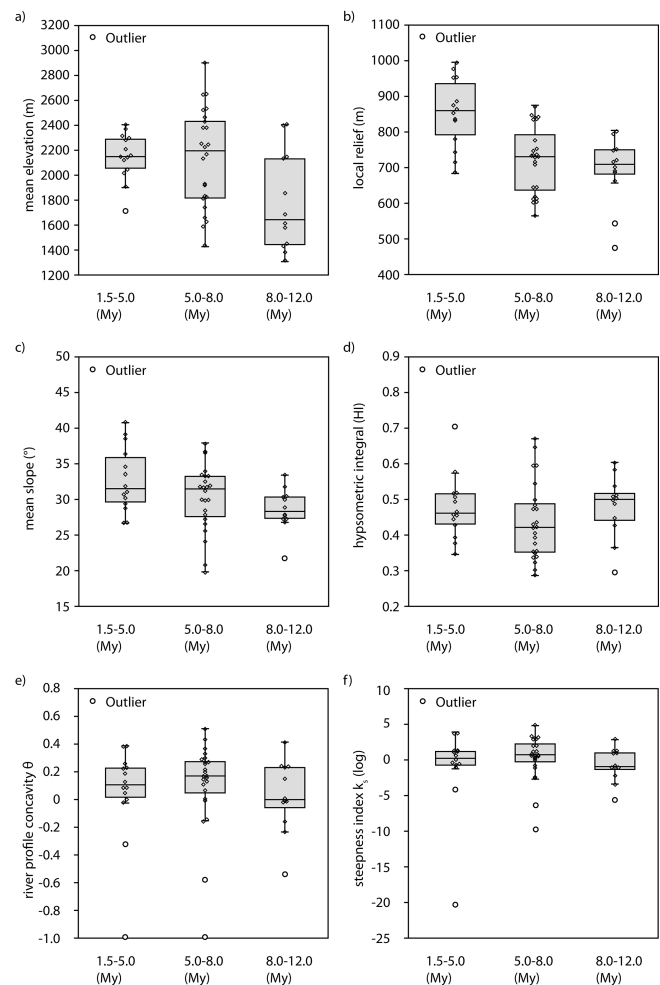 a)
Outlier
mean elevation (m)
3200
3000
2800
2600
2400
2200
2000
1800
1600
1400
1200
1.5-5.0
(My)
5.0-8.0
(My)
8.0-12.0
(My)
b)
Outlier
local relief (m)
1100
1000
900
800
700
600
500
400
1.5-5.0
(My)
5.0-8.0
(My)
8.0-12.0
(My)
c)
Outlier
mean slope (°)
50
45
40
35
30
25
20
15
1.5-5.0
(My)
5.0-8.0
(My)
8.0-12.0
(My)
d)
Outlier
hypsometric integral (HI)
0.9
0.8
0.7
0.6
0.5
0.4
0.3
0.2
1.5-5.0
(My)
5.0-8.0
(My)
8.0-12.0
(My)
e)
Outlier
river profile concavity θ
0.8
0.6
0.4
0.2
0
-0.2
-0.4
-0.6
-0.8
-1.0
1.5-5.0
(My)
5.0-8.0
(My)
8.0-12.0
(My)
f)
Outlier
steepness index ks (log)
10
5
0
-5
-10
-15
-20
-25
1.5-5.0
(My)
5.0-8.0
(My)
8.0-12.0
(My)